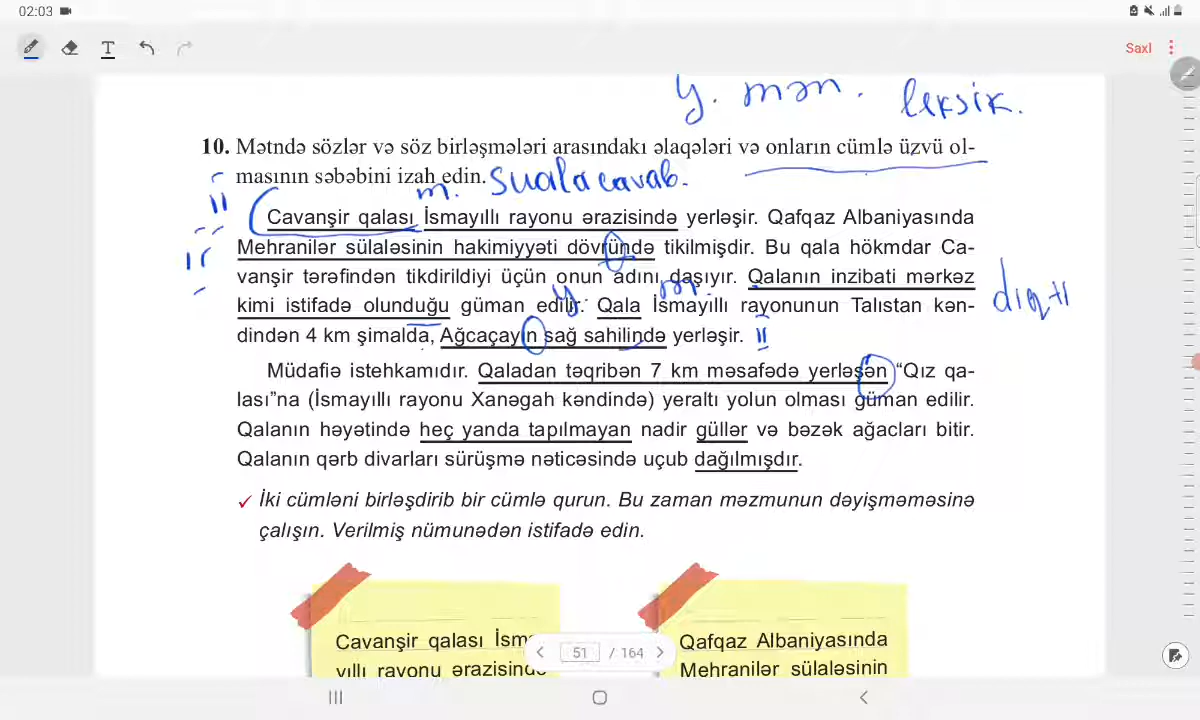 02:03
T
Saxl
y. mən. leksik.
10. Mətndə sözlər və söz birləşmələri arasındakı əlaqələri və onların cümlə üzvü ol-
masının səbəbini izah edin. sualacavab.
m.
Cavanşir qalası İsmayıllı rayonu ərazisində yerləşir. Qafqaz Albaniyasında
Mehranilər sülaləsinin hakimiyyəti dövründə tikilmişdir. Bu qala hökmdar Ca-
vanşir tərəfindən tikdirildiyi üçün onun adını daşıyır. Qalanın inzibati mərkəz
y m.
kimi istifadə olunduğu güman edilir. Qala İsmayıllı rayonunun Talıstan kən-
dindən 4 km şimalda, Ağcaçayın sağ sahilində yerləşir.
Müdafiə istehkamıdır. Qaladan təqribən 7 km məsafədə yerləşən “Qız qa-
lası”na (İsmayıllı rayonu Xanəgah kəndində) yeraltı yolun olması güman edilir.
Qalanın həyətində heç yanda tapılmayan nadir güllər və bəzək ağacları bitir.
Qalanın qərb divarları sürüşmə nəticəsində uçub dağılmışdır.
✓ İki cümləni birləşdirib bir cümlə qurun. Bu zaman məzmunun dəyişməməsinə
çalışın. Verilmiş nümunədən istifadə edin.
Cavanşir qalası İsma
yıllı rayonu ərazisində
Qafqaz Albaniyasında
Mehranilər sülaləsinin
51 / 164